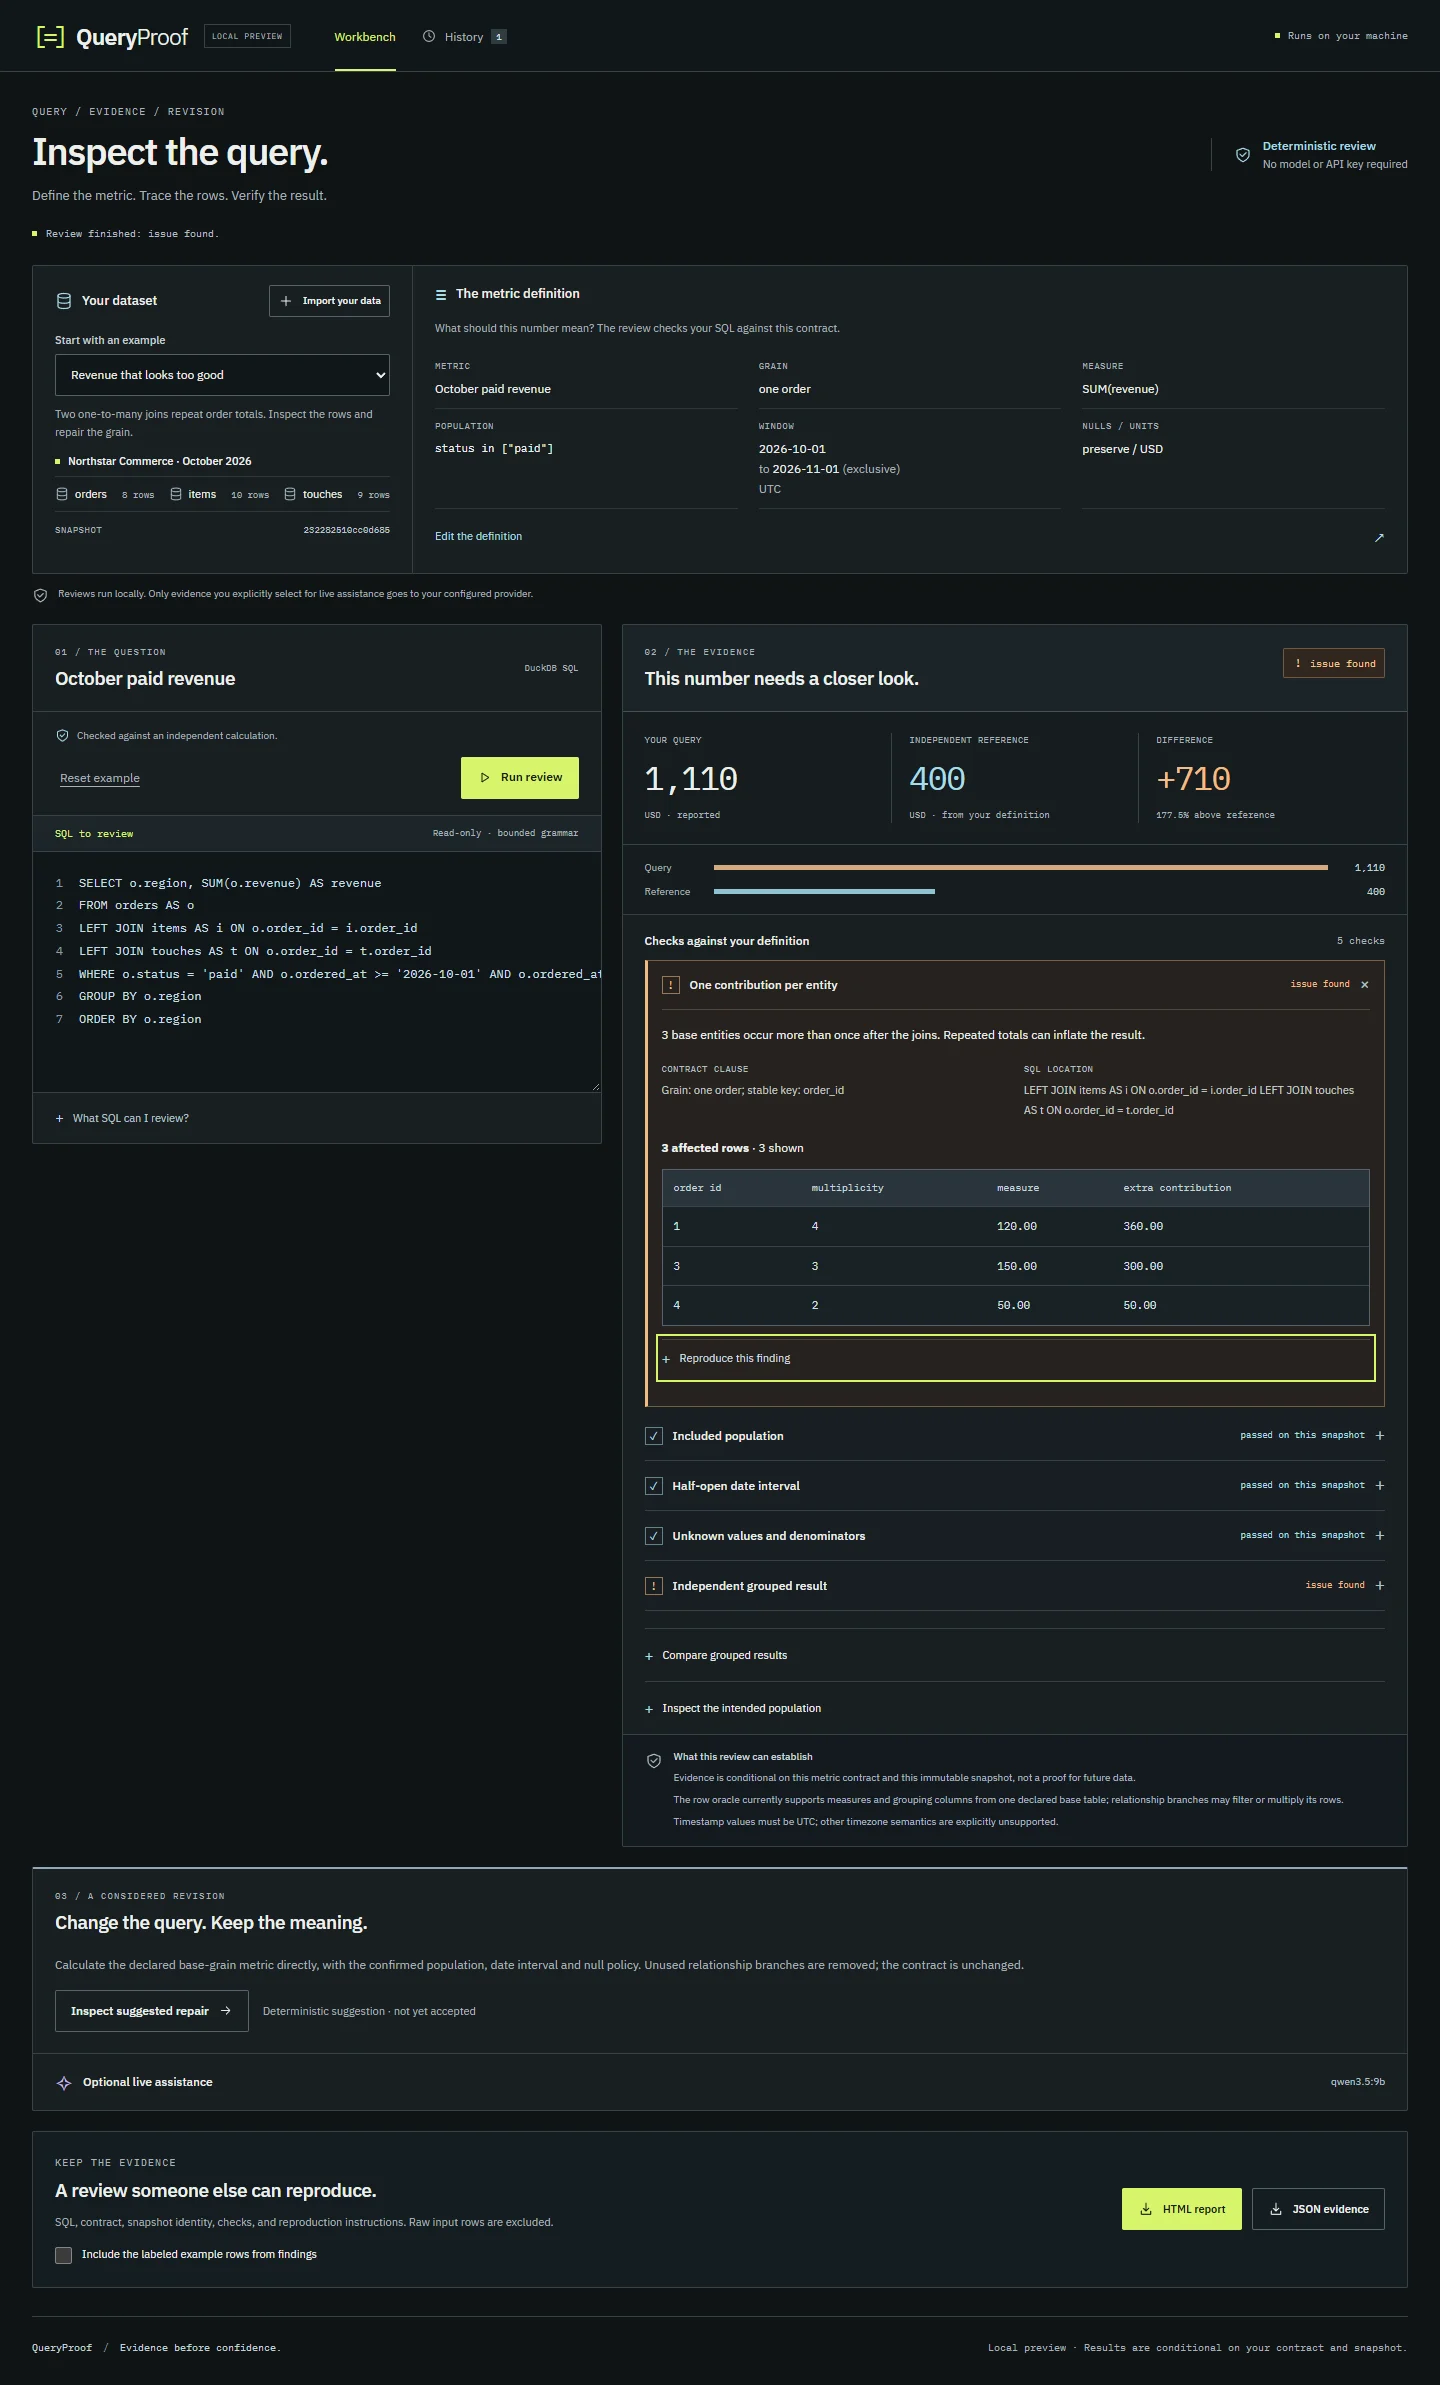 [=] QueryProof
LOCAL PREVIEW
Workbench
History 1
Runs on your machine
QUERY / EVIDENCE / REVISION
Inspect the query.
Define the metric. Trace the rows. Verify the result.
Deterministic review
No model or API key required
Review finished: issue found.
Your dataset
+ Import your data
Start with an example
Revenue that looks too good
Two one-to-many joins repeat order totals. Inspect the rows and
repair the grain.
Northstar Commerce · October 2026
orders 8 rows items 10 rows touches 9 rows
SNAPSHOT 232282510cc0d685
The metric definition
What should this number mean? The review checks your SQL against this contract.
METRIC
October paid revenue
GRAIN
one order
MEASURE
SUM(revenue)
POPULATION
status in ["paid"]
WINDOW
2026-10-01
to 2026-11-01 (exclusive)
UTC
NULLS / UNITS
preserve / USD
Edit the definition ↗
Reviews run locally. Only evidence you explicitly select for live assistance goes to your configured provider.
01 / THE QUESTION
October paid revenue
DuckDB SQL
Checked against an independent calculation.
Reset example
Run review
SQL to review
Read-only · bounded grammar
1 SELECT o.region, SUM(o.revenue) AS revenue
2 FROM orders AS o
3 LEFT JOIN items AS i ON o.order_id = i.order_id
4 LEFT JOIN touches AS t ON o.order_id = t.order_id
5 WHERE o.status = 'paid' AND o.ordered_at >= '2026-10-01' AND o.ordered_at
6 GROUP BY o.region
7 ORDER BY o.region
+ What SQL can I review?
02 / THE EVIDENCE
This number needs a closer look.
! issue found
YOUR QUERY
1,110
USD · reported
INDEPENDENT REFERENCE
400
USD · from your definition
DIFFERENCE
+710
177.5% above reference
Query 1,110
Reference 400
Checks against your definition
5 checks
! One contribution per entity
issue found ×
3 base entities occur more than once after the joins. Repeated totals can inflate the result.
CONTRACT CLAUSE
Grain: one order; stable key: order_id
SQL LOCATION
LEFT JOIN items AS i ON o.order_id = i.order_id LEFT JOIN touches
AS t ON o.order_id = t.order_id
3 affected rows · 3 shown
order id multiplicity measure extra contribution
1 4 120.00 360.00
3 3 150.00 300.00
4 2 50.00 50.00
+ Reproduce this finding
✓ Included population passed on this snapshot +
✓ Half-open date interval passed on this snapshot +
✓ Unknown values and denominators passed on this snapshot +
! Independent grouped result issue found +
+ Compare grouped results
+ Inspect the intended population
What this review can establish
Evidence is conditional on this metric contract and this immutable snapshot, not a proof for future data.
The row oracle currently supports measures and grouping columns from one declared base table; relationship branches may filter or multiply its rows.
Timestamp values must be UTC; other timezone semantics are explicitly unsupported.
03 / A CONSIDERED REVISION
Change the query. Keep the meaning.
Calculate the declared base-grain metric directly, with the confirmed population, date interval and null policy. Unused relationship branches are removed; the contract is unchanged.
Inspect suggested repair →
Deterministic suggestion · not yet accepted
Optional live assistance
qwen3.5:9b
KEEP THE EVIDENCE
A review someone else can reproduce.
SQL, contract, snapshot identity, checks, and reproduction instructions. Raw input rows are excluded.
Include the labeled example rows from findings
HTML report
JSON evidence
QueryProof / Evidence before confidence.
Local preview · Results are conditional on your contract and snapshot.